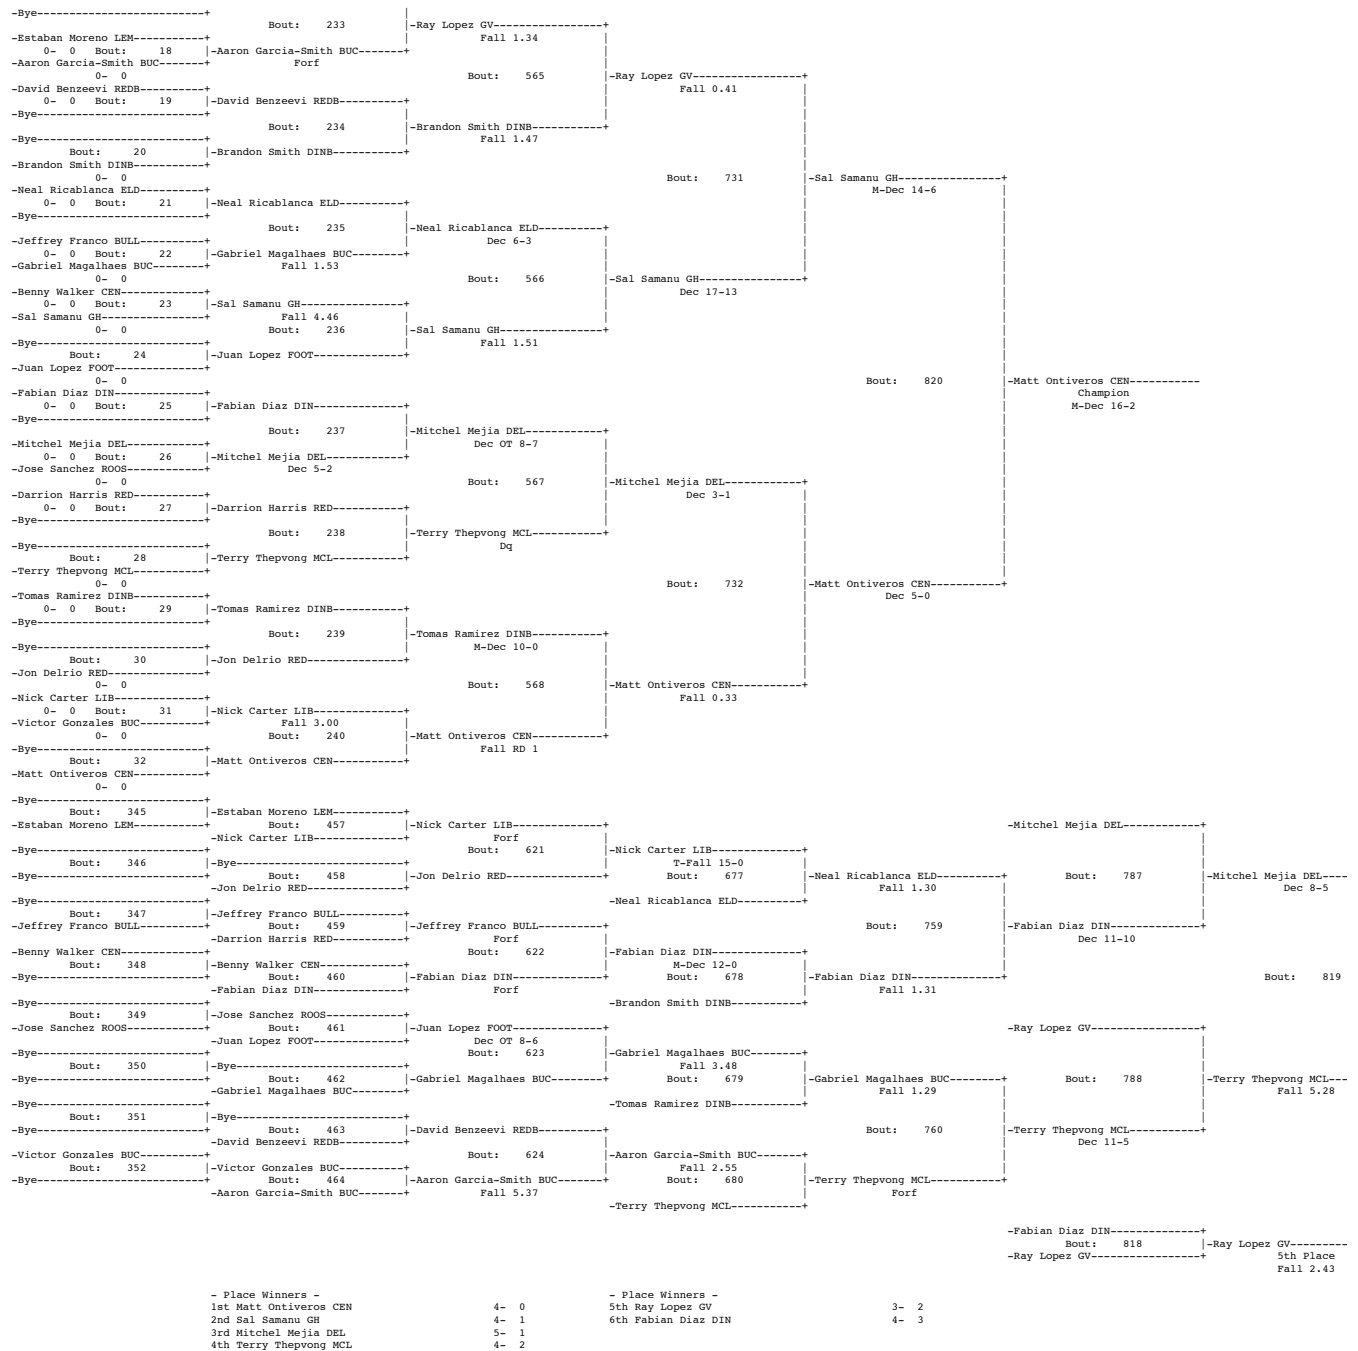 -Bye--------------------------+
Bout: 233 |-Ray Lopez GV-----------------+
-Estaban Moreno LEM-----------+ Fall 1.34
0- 0 Bout: 18 |-Aaron Garcia-Smith BUC-------+
-Aaron Garcia-Smith BUC-------+ Forf
0- 0 Bout: 565 |-Ray Lopez GV-----------------+
-David Benzeevi REDB----------+ Fall 0.41
0- 0 Bout: 19 |-David Benzeevi REDB----------+
-Bye--------------------------+
Bout: 234 |-Brandon Smith DINB-----------+
-Bye--------------------------+ Fall 1.47
Bout: 20 |-Brandon Smith DINB-----------+
-Brandon Smith DINB-----------+
0- 0 Bout: 731 |-Sal Samanu GH----------------+
-Neal Ricablanca ELD----------+ M-Dec 14-6
0- 0 Bout: 21 |-Neal Ricablanca ELD----------+
-Bye--------------------------+
Bout: 235 |-Neal Ricablanca ELD----------+
-Jeffrey Franco BULL----------+ Dec 6-3
0- 0 Bout: 22 |-Gabriel Magalhaes BUC--------+
-Gabriel Magalhaes BUC--------+ Fall 1.53
0- 0 Bout: 566 |-Sal Samanu GH----------------+
-Benny Walker CEN-------------+ Dec 17-13
0- 0 Bout: 23 |-Sal Samanu GH----------------+
-Sal Samanu GH----------------+ Fall 4.46
0- 0 Bout: 236 |-Sal Samanu GH----------------+
-Bye--------------------------+ Fall 1.51
Bout: 24 |-Juan Lopez FOOT--------------+
-Juan Lopez FOOT--------------+
0- 0 Bout: 820 |-Matt Ontiveros CEN-----------
-Fabian Diaz DIN--------------+ Champion
0- 0 Bout: 25 |-Fabian Diaz DIN--------------+ M-Dec 16-2
-Bye--------------------------+
Bout: 237 |-Mitchel Mejia DEL------------+
-Mitchel Mejia DEL------------+ Dec OT 8-7
0- 0 Bout: 26 |-Mitchel Mejia DEL------------+
-Jose Sanchez ROOS------------+ Dec 5-2
0- 0 Bout: 567 |-Mitchel Mejia DEL------------+
-Darrion Harris RED-----------+ Dec 3-1
0- 0 Bout: 27 |-Darrion Harris RED-----------+
-Bye--------------------------+
Bout: 238 |-Terry Thepvong MCL-----------+
-Bye--------------------------+ Dq
Bout: 28 |-Terry Thepvong MCL-----------+
-Terry Thepvong MCL-----------+
0- 0 Bout: 732 |-Matt Ontiveros CEN-----------+
-Tomas Ramirez DINB-----------+ Dec 5-0
0- 0 Bout: 29 |-Tomas Ramirez DINB-----------+
-Bye--------------------------+
Bout: 239 |-Tomas Ramirez DINB-----------+
-Bye--------------------------+ M-Dec 10-0
Bout: 30 |-Jon Delrio RED---------------+
-Jon Delrio RED---------------+
0- 0 Bout: 568 |-Matt Ontiveros CEN-----------+
-Nick Carter LIB--------------+ Fall 0.33
0- 0 Bout: 31 |-Nick Carter LIB--------------+
-Victor Gonzales BUC----------+ Fall 3.00
0- 0 Bout: 240 |-Matt Ontiveros CEN-----------+
-Bye--------------------------+ Fall RD 1
Bout: 32 |-Matt Ontiveros CEN-----------+
-Matt Ontiveros CEN-----------+
0- 0
-Bye--------------------------+
Bout: 345 |-Estaban Moreno LEM-----------+
-Estaban Moreno LEM-----------+ Bout: 457 |-Nick Carter LIB--------------+ -Mitchel Mejia DEL------------+
-Nick Carter LIB--------------+ Forf
-Bye--------------------------+ Bout: 621 |-Nick Carter LIB--------------+
Bout: 346 |-Bye--------------------------+ T-Fall 15-0
-Bye--------------------------+ Bout: 458 |-Jon Delrio RED---------------+ Bout: 677 |-Neal Ricablanca ELD----------+ Bout: 787 |-Mitchel Mejia DEL----
-Jon Delrio RED---------------+ Fall 1.30 Dec 8-5
-Bye--------------------------+ -Neal Ricablanca ELD----------+
Bout: 347 |-Jeffrey Franco BULL----------+
-Jeffrey Franco BULL----------+ Bout: 459 |-Jeffrey Franco BULL----------+ Bout: 759 |-Fabian Diaz DIN--------------+
-Darrion Harris RED-----------+ Forf Dec 11-10
-Benny Walker CEN-------------+ Bout: 622 |-Fabian Diaz DIN--------------+
Bout: 348 |-Benny Walker CEN-------------+ M-Dec 12-0
-Bye--------------------------+ Bout: 460 |-Fabian Diaz DIN--------------+ Bout: 678 |-Fabian Diaz DIN--------------+ Bout: 819
-Fabian Diaz DIN--------------+ Forf Fall 1.31
-Bye--------------------------+ -Brandon Smith DINB-----------+
Bout: 349 |-Jose Sanchez ROOS------------+
-Jose Sanchez ROOS------------+ Bout: 461 |-Juan Lopez FOOT--------------+ -Ray Lopez GV-----------------+
-Juan Lopez FOOT--------------+ Dec OT 8-6
-Bye--------------------------+ Bout: 623 |-Gabriel Magalhaes BUC--------+
Bout: 350 |-Bye--------------------------+ Fall 3.48
-Bye--------------------------+ Bout: 462 |-Gabriel Magalhaes BUC--------+ Bout: 679 |-Gabriel Magalhaes BUC--------+ Bout: 788 |-Terry Thepvong MCL---
-Gabriel Magalhaes BUC--------+ Fall 1.29 Fall 5.28
-Bye--------------------------+ -Tomas Ramirez DINB-----------+
Bout: 351 |-Bye--------------------------+
-Bye--------------------------+ Bout: 463 |-David Benzeevi REDB----------+ Bout: 760 |-Terry Thepvong MCL-----------+
-David Benzeevi REDB----------+ Dec 11-5
-Victor Gonzales BUC----------+ Bout: 624 |-Aaron Garcia-Smith BUC-------+
Bout: 352 |-Victor Gonzales BUC----------+ Fall 2.55
-Bye--------------------------+ Bout: 464 |-Aaron Garcia-Smith BUC-------+ Bout: 680 |-Terry Thepvong MCL-----------+
-Aaron Garcia-Smith BUC-------+ Fall 5.37 Forf
-Terry Thepvong MCL-----------+
-Fabian Diaz DIN--------------+
Bout: 818 |-Ray Lopez GV---------
-Ray Lopez GV-----------------+ 5th Place
Fall 2.43
- Place Winners - - Place Winners -
1st Matt Ontiveros CEN 4- 0 5th Ray Lopez GV 3- 2
2nd Sal Samanu GH 4- 1 6th Fabian Diaz DIN 4- 3
3rd Mitchel Mejia DEL 5- 1
4th Terry Thepvong MCL 4- 2